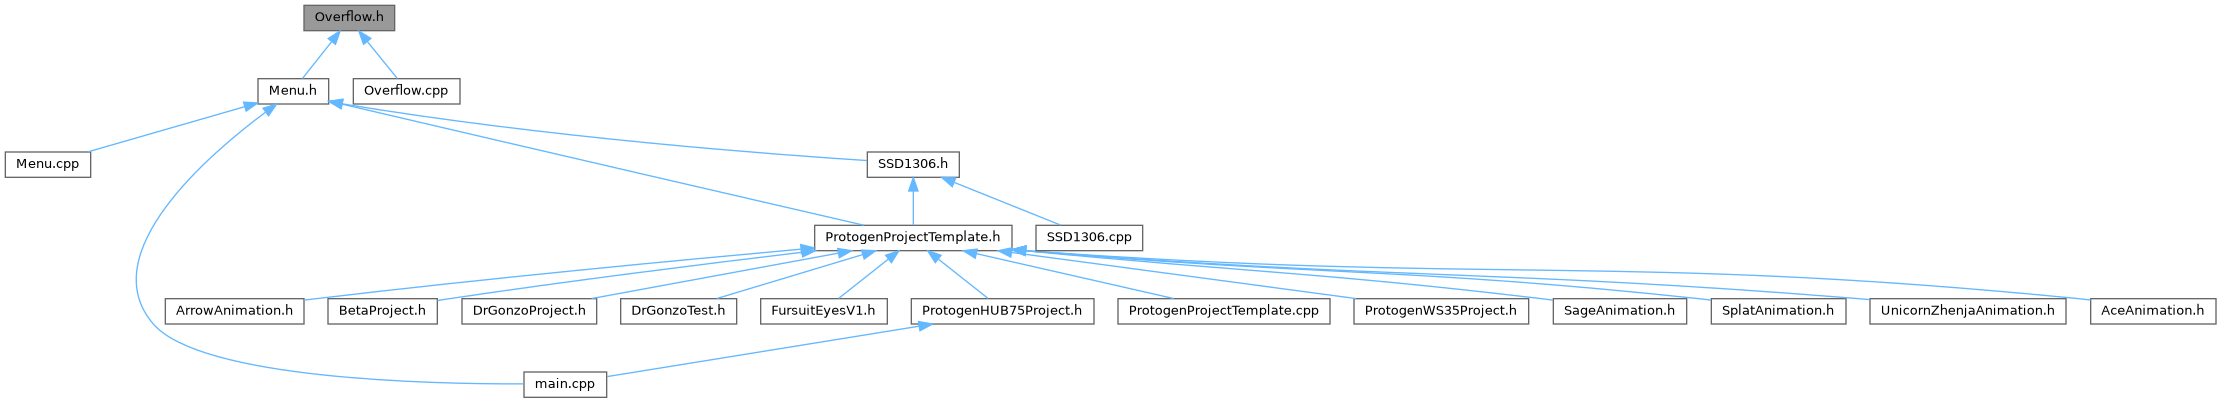 Overflow.h
Menu.h
Overflow.cpp
Menu.cpp
SSD1306.h
ProtogenProjectTemplate.h
SSD1306.cpp
ArrowAnimation.h
BetaProject.h
DrGonzoProject.h
DrGonzoTest.h
FursuitEyesV1.h
ProtogenHUB75Project.h
ProtogenProjectTemplate.cpp
ProtogenWS35Project.h
SageAnimation.h
SplatAnimation.h
UnicornZhenjaAnimation.h
AceAnimation.h
main.cpp